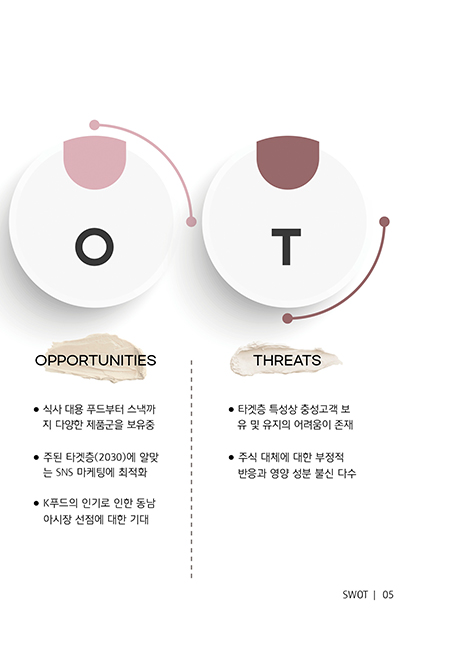 O
T
OPPORTUNITIES
● 식사 대용 푸드부터 스낵까
지 다양한 제품군을 보유중
● 주된 타겟층(2030)에 알맞
는 SNS 마케팅에 최적화
● K푸드의 인기로 인한 동남
아시장 선점에 대한 기대
THREATS
● 타겟층 특성상 충성고객 보
유 및 유지의 어려움이 존재
● 주식 대체에 대한 부정적
반응과 영양 성분 불신 다수
SWOT | 05